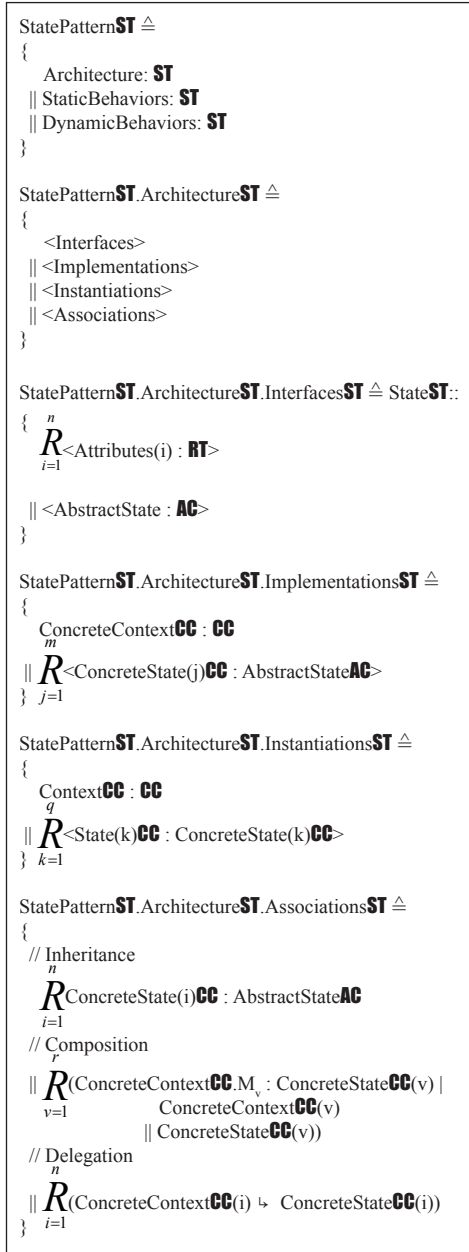 StatePatternST ≙
{
Architecture: ST
|| StaticBehaviors: ST
|| DynamicBehaviors: ST
}
StatePatternST.ArchitectureST ≙
{
<Interfaces>
|| <Implementations>
|| <Instantiations>
|| <Associations>
}
StatePatternST.ArchitectureST.InterfacesST ≙ StateST::
{ n
R<Attributes(i) : RT>
i=1
|| <AbstractState : AC>
}
StatePatternST.ArchitectureST.ImplementationsST ≙
{
ConcreteContextCC : CC
m
|| R<ConcreteState(j)CC : AbstractStateAC>
} j=1
StatePatternST.ArchitectureST.InstantiationsST ≙
{
ContextCC : CC
q
|| R<State(k)CC : ConcreteState(k)CC>
} k=1
StatePatternST.ArchitectureST.AssociationsST ≙
{
// Inheritance
n
RConcreteState(i)CC : AbstractStateAC
i=1
// Composition
r
|| R(ConcreteContextCC.Mv : ConcreteStateCC(v) |
v=1 ConcreteContextCC(v)
|| ConcreteStateCC(v))
// Delegation
n
|| R(ConcreteContextCC(i) ↳ ConcreteStateCC(i))
} i=1